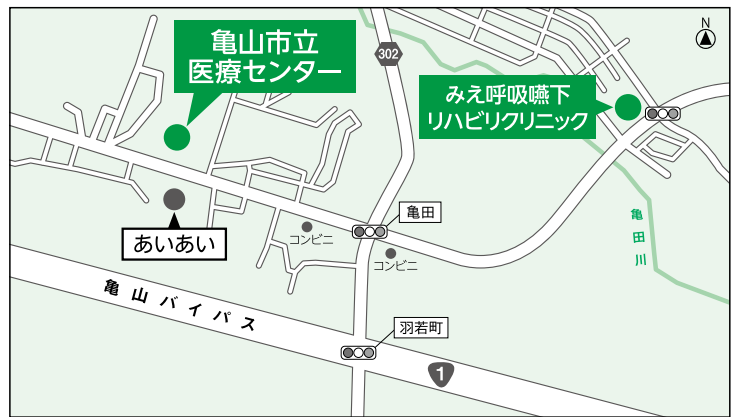 亀山市立
医療センター
302
N
みえ呼吸嚥下
リハビリクリニック
亀田
コンビニ
コンビニ
あいあい
亀田川
亀山バイパス
羽若町
1